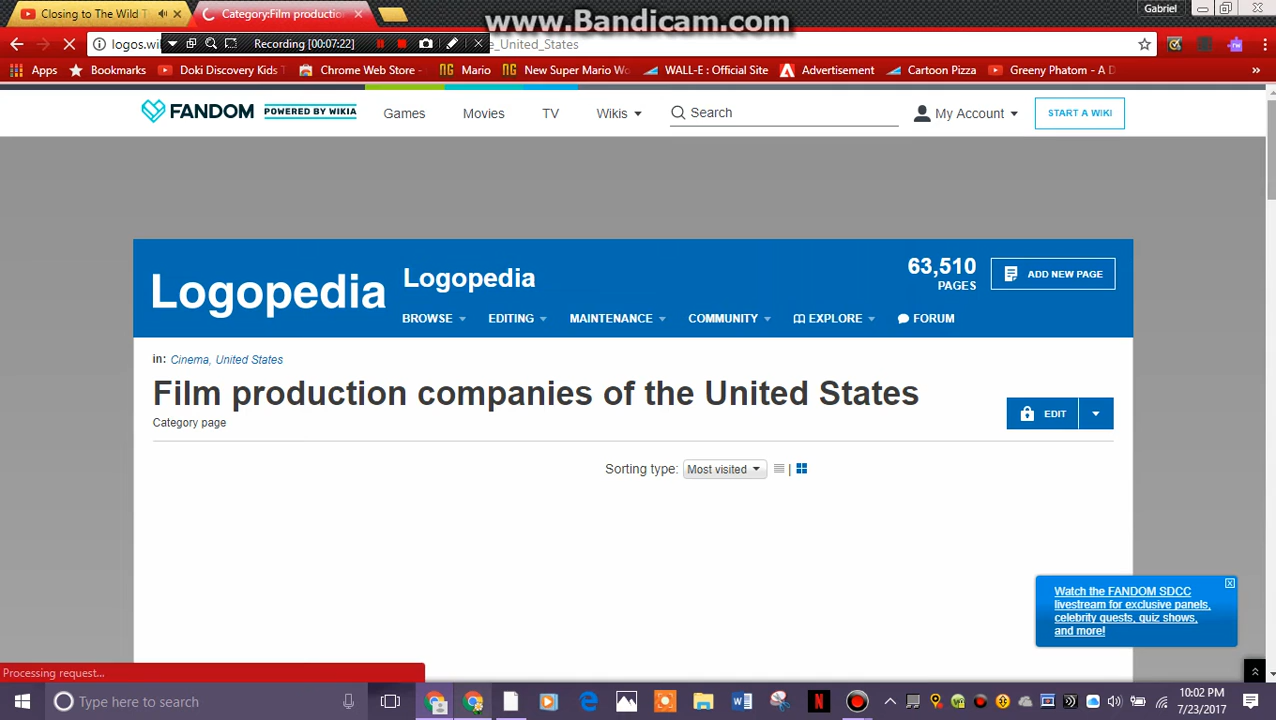 www.Bandicam.com
Closing to The Wild T
Category:Film productio
Gabriel
logos.wi
Recording [00:07:22]
e_United_States
Apps
Bookmarks
Doki Discovery Kids
Chrome Web Store -
Mario
New Super Mario Wo
WALL-E : Official Site
Advertisement
Cartoon Pizza
Greeny Phatom - A D
»
FANDOM
POWERED BY WIKIA
Games
Movies
TV
Wikis
Search
My Account
START A WIKI
Logopedia
Logopedia
63,510
PAGES
ADD NEW PAGE
BROWSE
EDITING
MAINTENANCE
COMMUNITY
EXPLORE
FORUM
in: Cinema, United States
Film production companies of the United States
Category page
EDIT
Sorting type: Most visited |
Watch the FANDOM SDCC
livestream for exclusive panels,
celebrity guests, quiz shows,
and more!
Processing request...
Type here to search
10:02 PM
7/23/2017